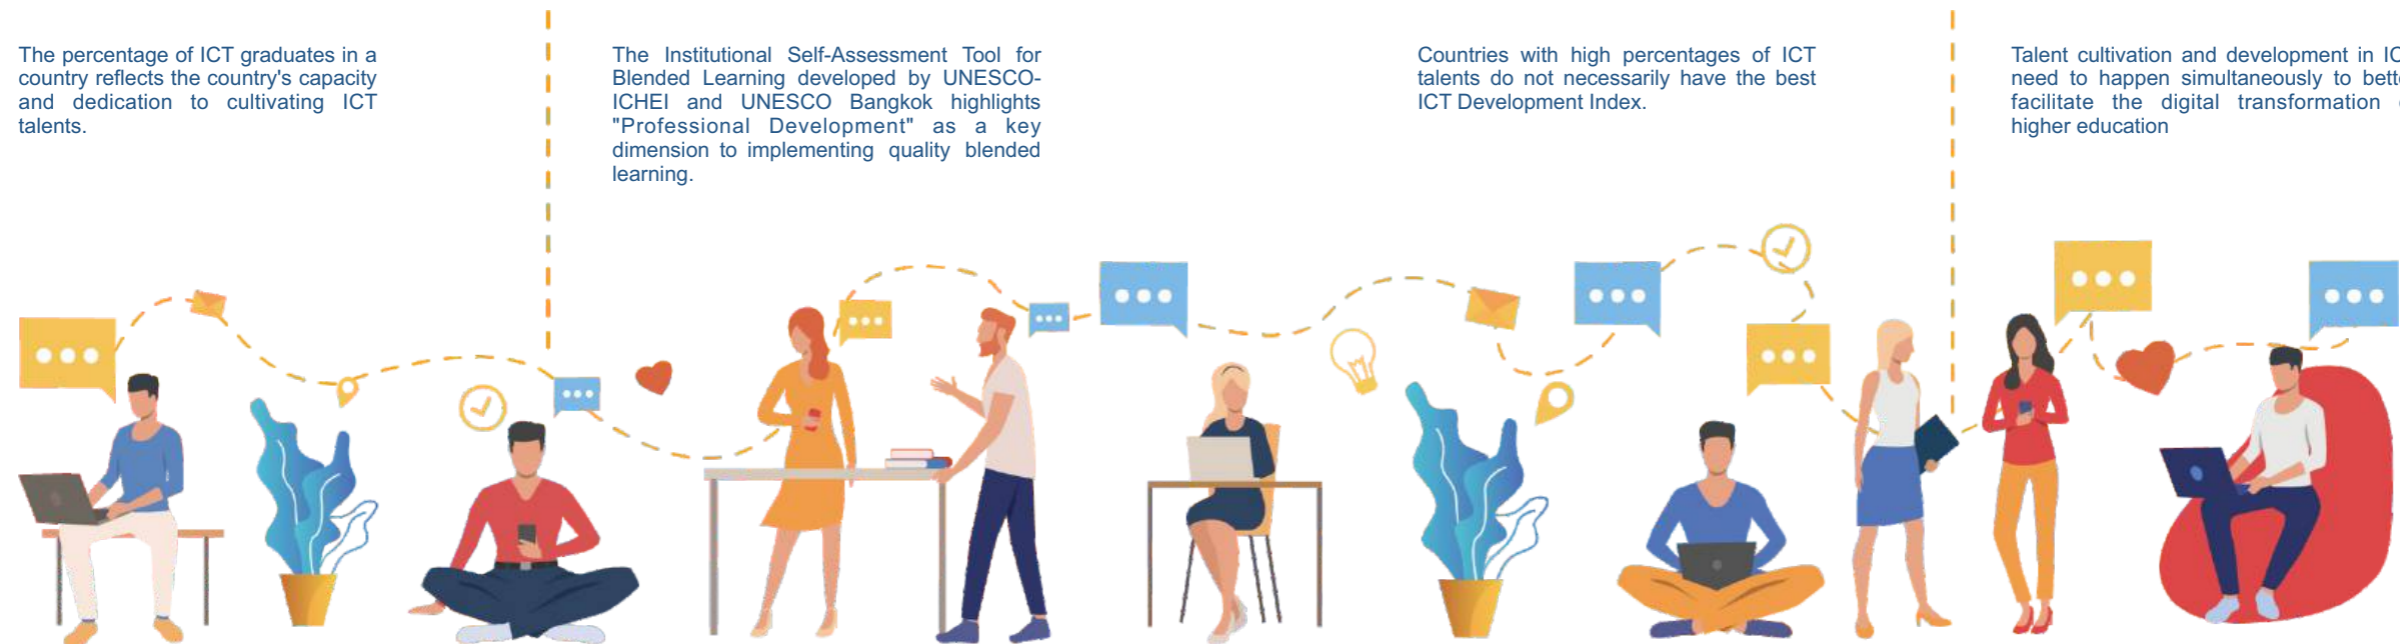 The percentage of ICT graduates in a
country reflects the country's capacity
and dedication to cultivating ICT
talents.
The Institutional Self-Assessment Tool for
Blended Learning developed by UNESCO-
ICHEI and UNESCO Bangkok highlights
"Professional Development" as a key
dimension to implementing quality blended
learning.
Countries with high percentages of ICT
talents do not necessarily have the best
ICT Development Index.
Talent cultivation and development in
need to happen simultaneously to
facilitate the digital transformation
higher education